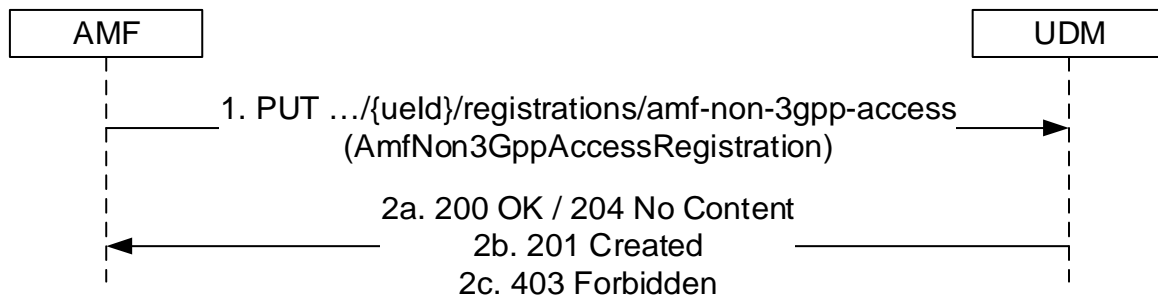 AMF
UDM
1. PUT …/{ueId}/registrations/amf-non-3gpp-access
(AmfNon3GppAccessRegistration)
2a. 200 OK / 204 No Content
2b. 201 Created
2c. 403 Forbidden